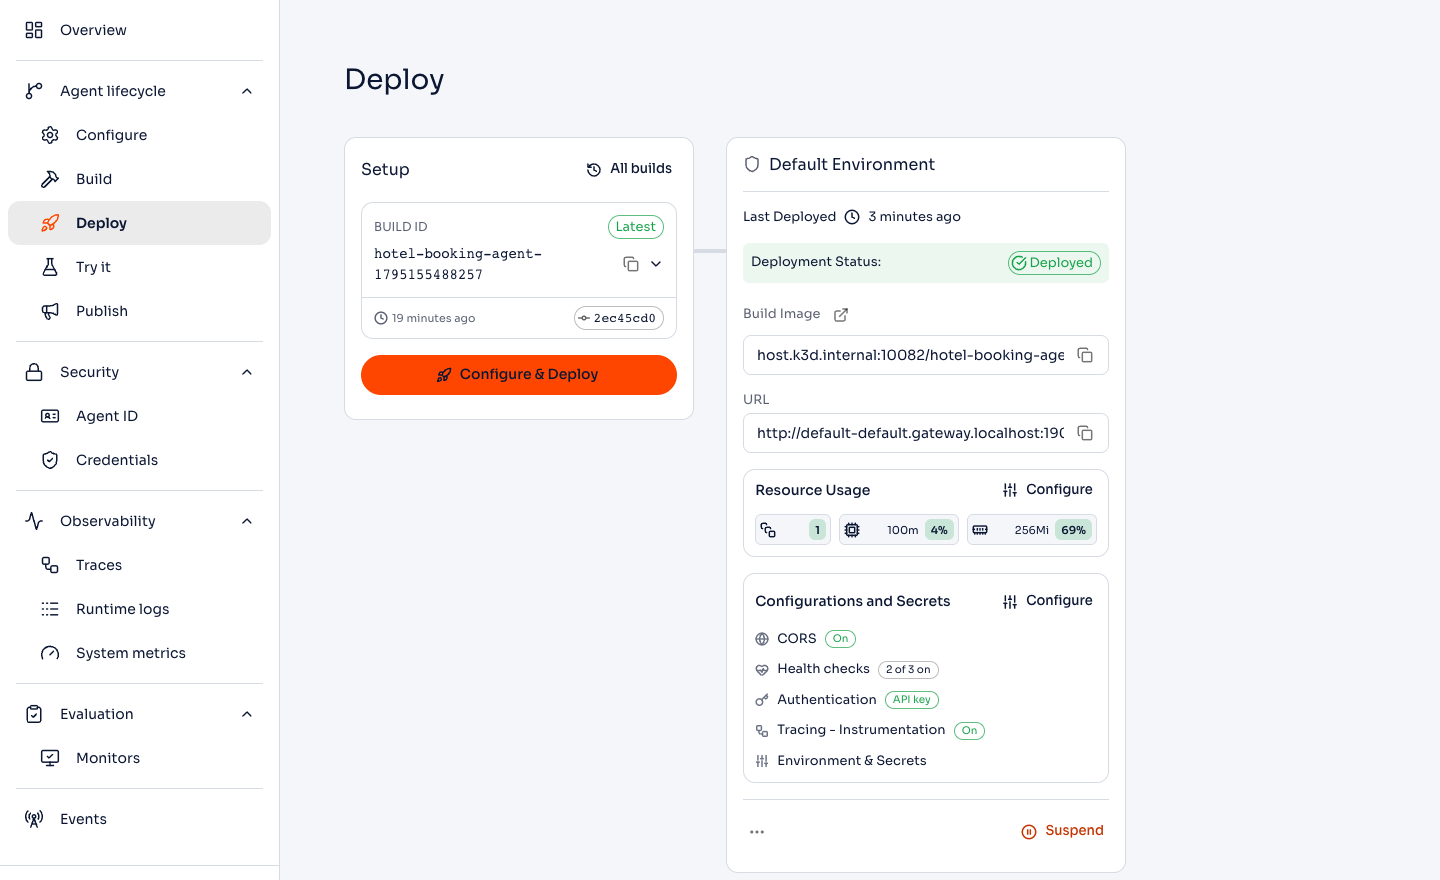 Overview
Agent lifecycle
Configure
Build
Deploy
Try it
Publish
Security
Agent ID
Credentials
Observability
Traces
Runtime logs
System metrics
Evaluation
Monitors
Events
Deploy
Setup
All builds
BUILD ID
Latest
hotel-booking-agent-
1795155488257
19 minutes ago
2ec45cd0
Configure & Deploy
Default Environment
Last Deployed 3 minutes ago
Deployment Status:
Deployed
Build Image
host.k3d.internal:10082/hotel-booking-age
URL
http://default-default.gateway.localhost:190
Resource Usage
Configure
1
100m 4%
256Mi 69%
Configurations and Secrets
Configure
CORS On
Health checks 2 of 3 on
Authentication API key
Tracing - Instrumentation On
Environment & Secrets
Suspend